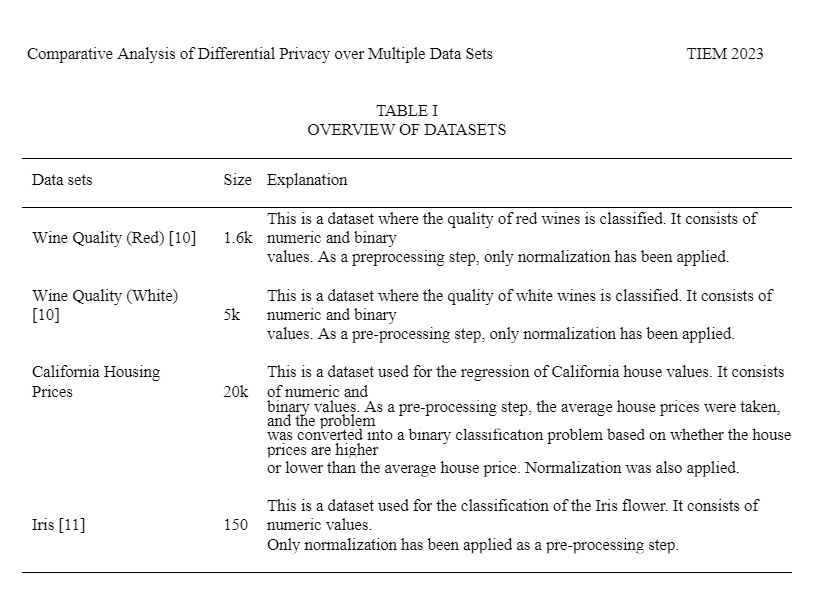 Comparative Analysis of Differential Privacy over Multiple Data Sets TIEM 2023
TABLE I
OVERVIEW OF DATASETS
Data sets Size Explanation
This is a dataset where the quality of red wines is classified. It consists of
Wine Quality (Red) [10] 1.6k numeric and binary
values. As a preprocessing step, only normalization has been applied.
Wine Quality (White) This is a dataset where the quality of white wines is classified. It consists of
[10] 5k numeric and binary
values. As a pre-processing step, only normalization has been applied.
California Housing This is a dataset used for the regression of California house values. It consists
Prices 20k of numeric and
binary values. As a pre-processing step, the average house prices were taken,
and the problem
was converted into a binary classification problem based on whether the house
prices are higher
or lower than the average house price. Normalization was also applied.
This is a dataset used for the classification of the Iris flower. It consists of
Iris [11] 150 numeric values.
Only normalization has been applied as a pre-processing step.